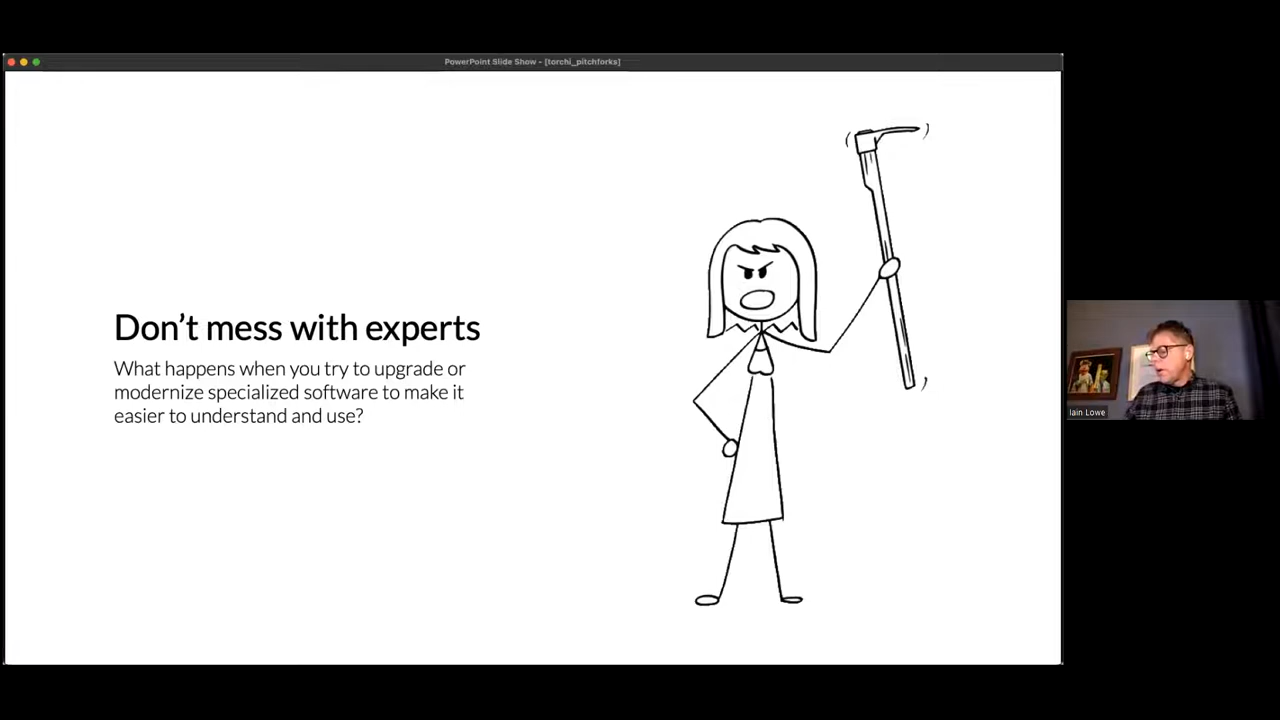 PowerPoint Slide Show - [torchi_pitchforks]
Don't mess with experts
What happens when you try to upgrade or
modernize specialized software to make it
easier to understand and use?
Iain Lowe